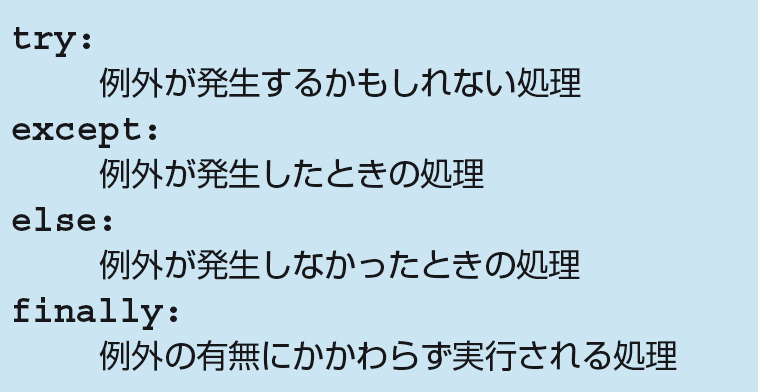 try:
    例外が発生するかもしれない処理
except:
    例外が発生したときの処理
else:
    例外が発生しなかったときの処理
finally:
    例外の有無にかかわらず実行される処理